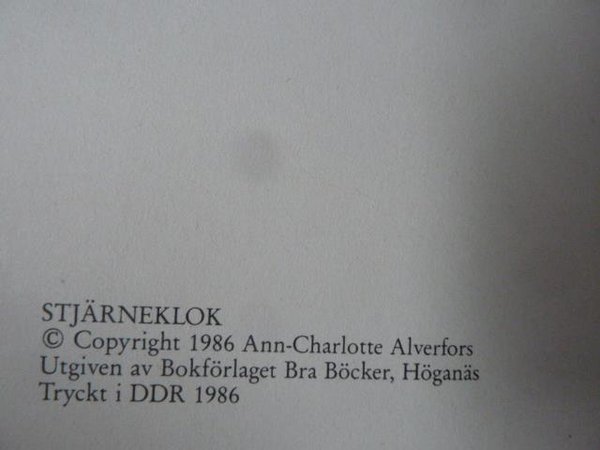 STJÄRNEKLOK
© Copyright 1986 Ann-Charlotte Alverfors
Utgiven av Bokförlaget Bra Böcker, Höganäs
Tryckt i DDR 1986